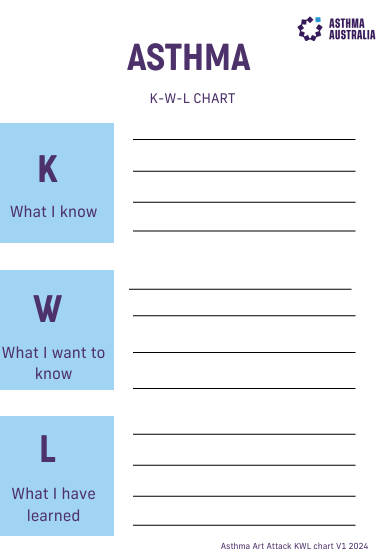 ASTHMA
AUSTRALIA
ASTHMA
K-W-L CHART
K
What I know
W
What I want to
know
L
What I have
learned
Asthma Art Attack KWL chart V1 2024